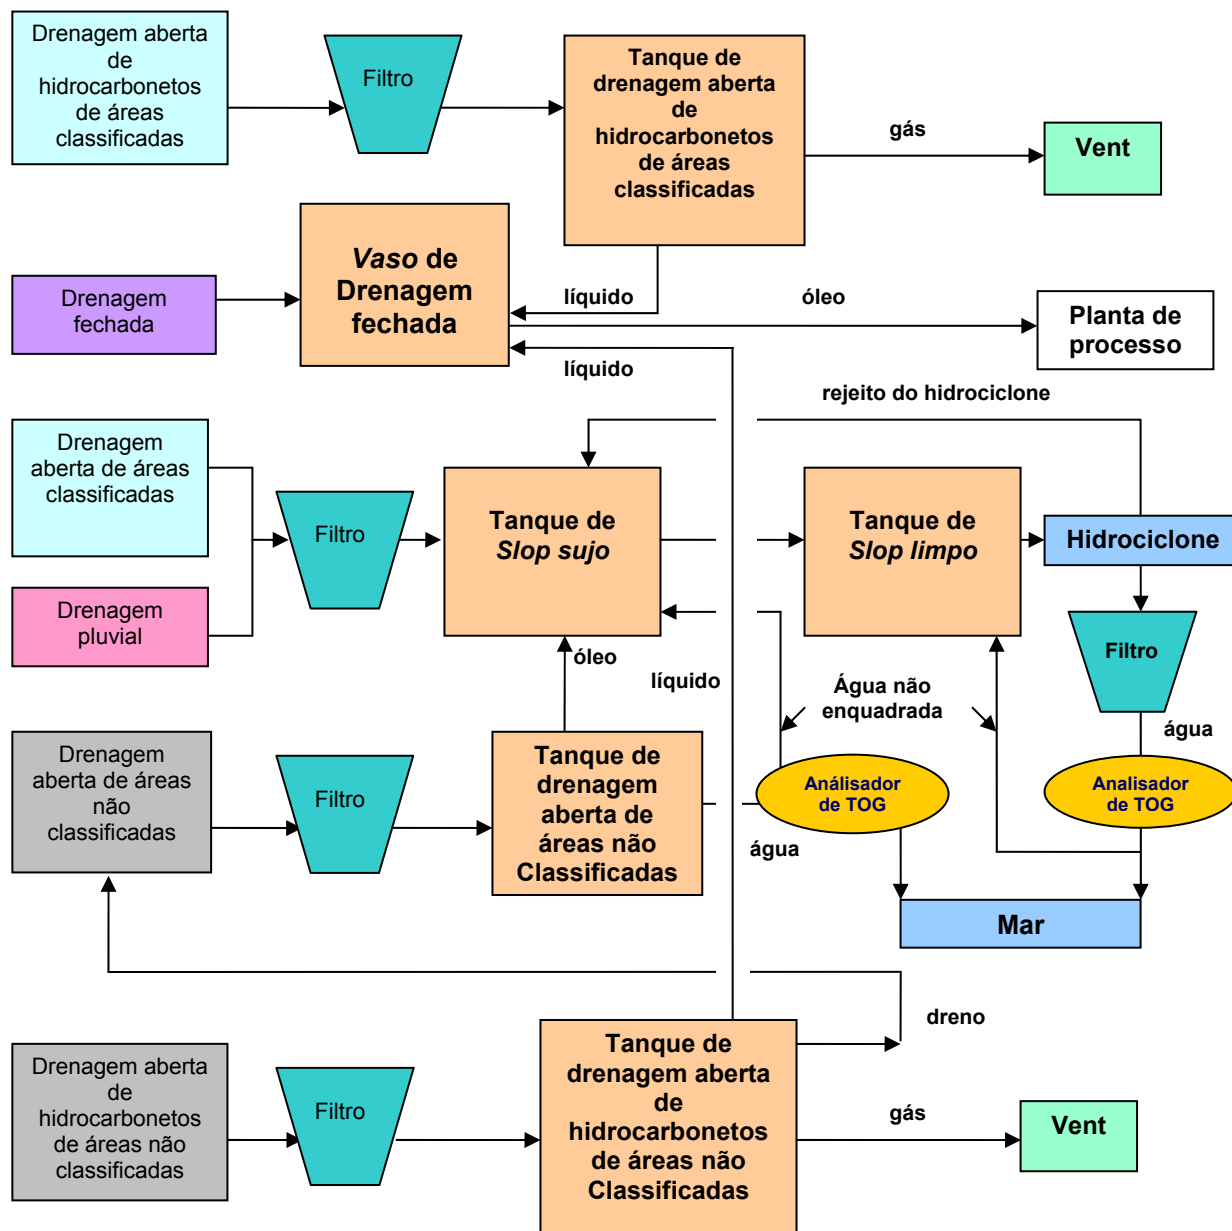 Drenagem aberta
de
hidrocarbonetos
de áreas
classificadas
Filtro
Tanque de
drenagem aberta
de
hidrocarbonetos
de áreas
classificadas
gás
Vent
Drenagem
fechada
Vaso de
Drenagem
fechada
líquido
óleo
líquido
Planta de
processo
rejeito do hidrociclone
Drenagem
aberta de áreas
classificadas
Drenagem
pluvial
Filtro
Tanque de
Slop sujo
Tanque de
Slop limpo
Hidrociclone
Filtro
óleo
líquido
Água não
enquadrada
água
Drenagem
aberta de áreas
não
classificadas
Filtro
Tanque de
drenagem
aberta de
áreas não
Classificadas
água
Análisador
de TOG
Analisador
de TOG
Mar
dreno
Drenagem aberta
de
hidrocarbonetos
de áreas não
classificadas
Filtro
Tanque de
drenagem aberta
de
hidrocarbonetos
de áreas não
Classificadas
gás
Vent